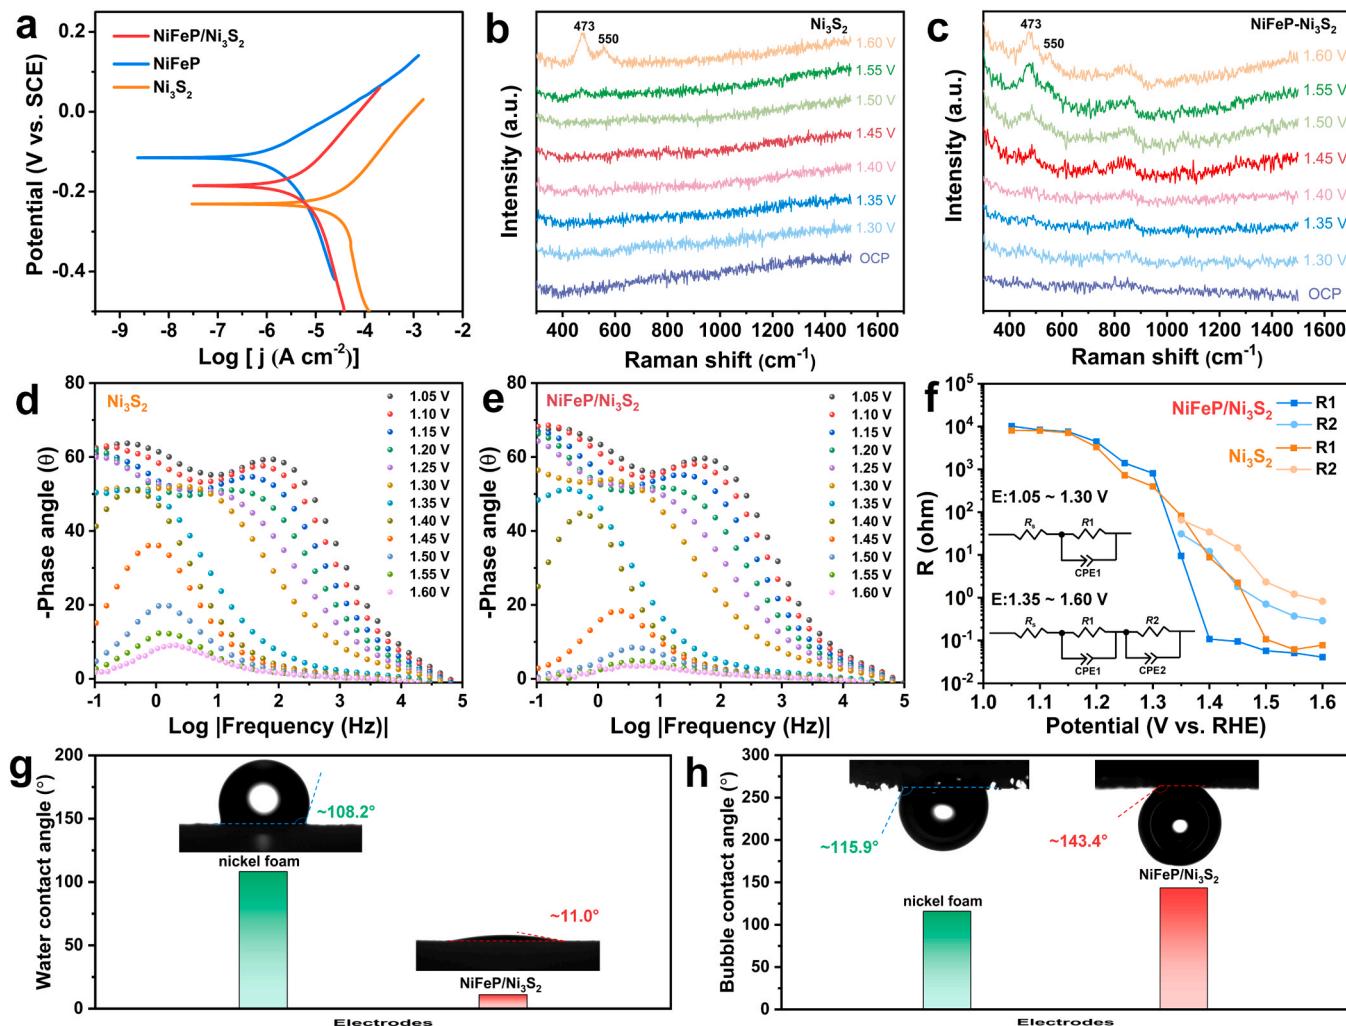 a
NiFeP/Ni₃S₂
NiFeP
Ni₃S₂
Potential (V vs. SCE)
0.2
0.0
-0.2
-0.4
-9 -8 -7 -6 -5 -4 -3 -2
Log [ j (A cm⁻²)]
b
Ni₃S₂
473
550
1.60 V
1.55 V
1.50 V
1.45 V
1.40 V
1.35 V
1.30 V
OCP
Intensity (a.u.)
400 600 800 1000 1200 1400 1600
Raman shift (cm⁻¹)
c
NiFeP-Ni₃S₂
473
550
1.60 V
1.55 V
1.50 V
1.45 V
1.40 V
1.35 V
1.30 V
OCP
Intensity (a.u.)
400 600 800 1000 1200 1400 1600
Raman shift (cm⁻¹)
d
Ni₃S₂
1.05 V
1.10 V
1.15 V
1.20 V
1.25 V
1.30 V
1.35 V
1.40 V
1.45 V
1.50 V
1.55 V
1.60 V
-Phase angle (θ)
80
60
40
20
0
-1 0 1 2 3 4 5
Log |Frequency (Hz)|
e
NiFeP/Ni₃S₂
1.05 V
1.10 V
1.15 V
1.20 V
1.25 V
1.30 V
1.35 V
1.40 V
1.45 V
1.50 V
1.55 V
1.60 V
-Phase angle (θ)
80
60
40
20
0
-1 0 1 2 3 4 5
Log |Frequency (Hz)|
f
NiFeP/Ni₃S₂
R1
R2
Ni₃S₂
R1
R2
E:1.05 ~ 1.30 V
Rs R1
CPE1
E:1.35 ~ 1.60 V
Rs R1 R2
CPE1 CPE2
R (ohm)
10⁵
10⁴
10³
10²
10¹
10⁰
10⁻¹
10⁻²
1.0 1.1 1.2 1.3 1.4 1.5 1.6
Potential (V vs. RHE)
g
Water contact angle (°)
200
150
100
50
0
~108.2°
nickel foam
~11.0°
NiFeP/Ni₃S₂
Electrodes
h
Bubble contact angle (°)
300
250
200
150
100
50
0
~115.9°
nickel foam
~143.4°
NiFeP/Ni₃S₂
Electrodes